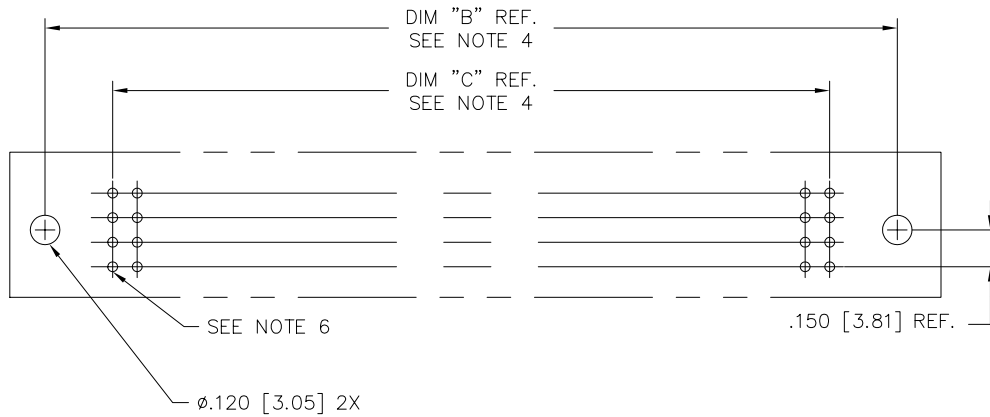 DIM "B" REF.
SEE NOTE 4
DIM "C" REF.
SEE NOTE 4
SEE NOTE 6
.150 [3.81] REF.
ø.120 [3.05] 2X